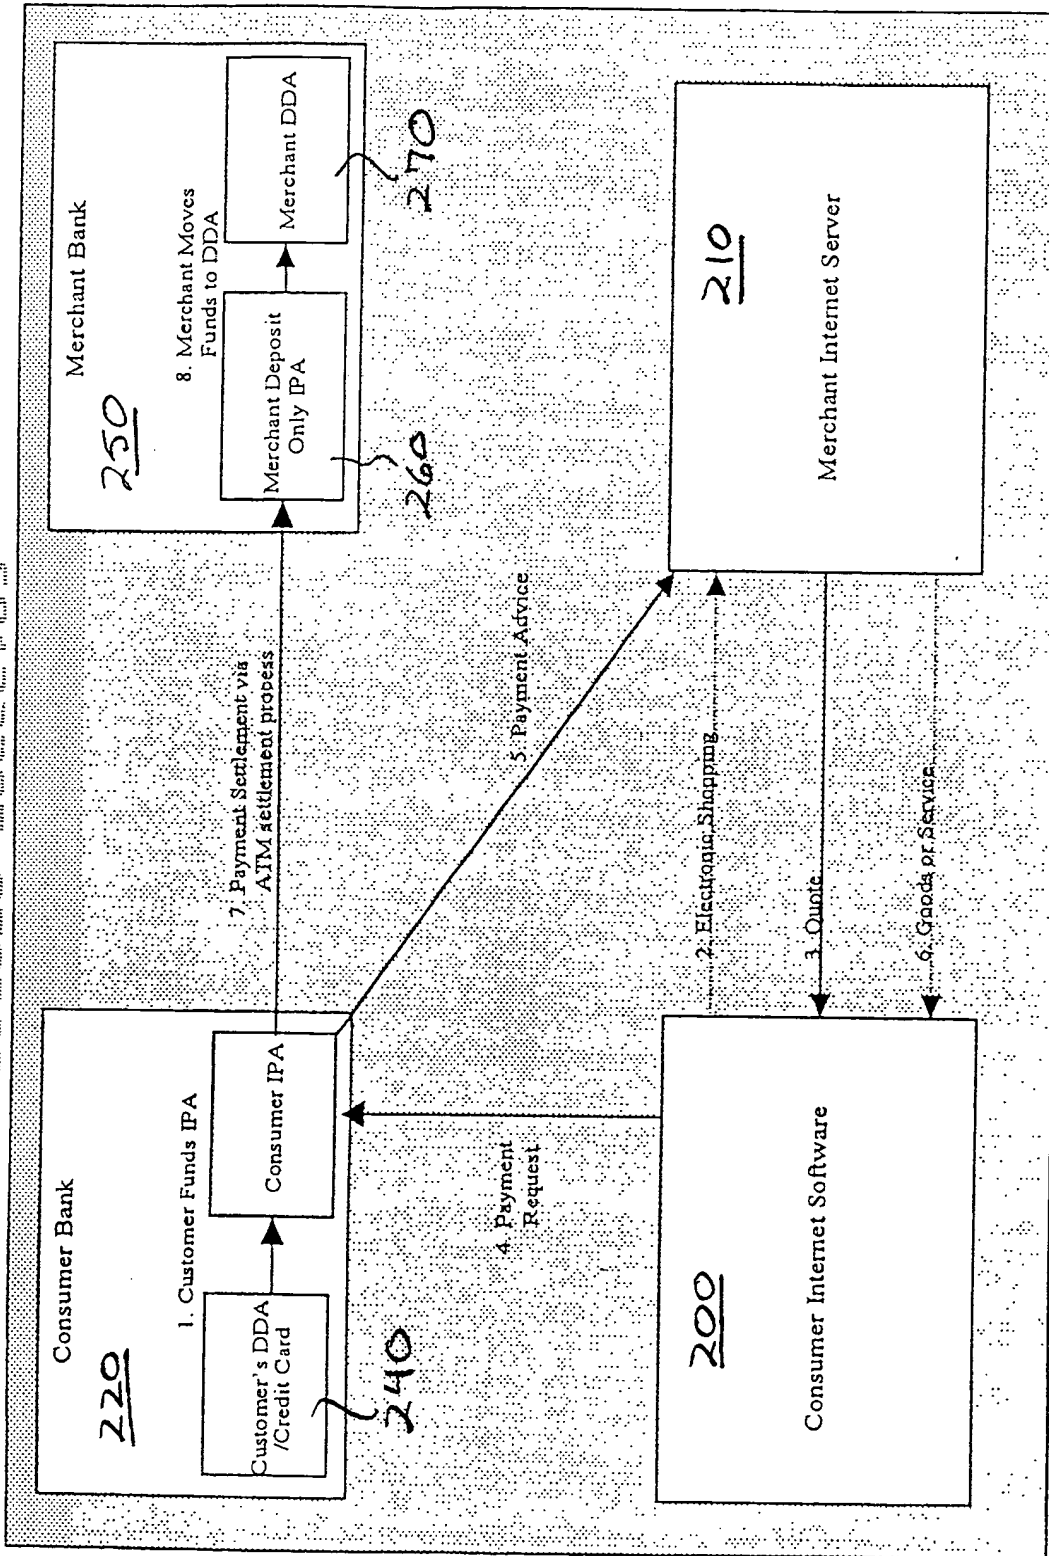 Consumer Bank
220
1. Customer Funds IPA
Customer's DDA
/Credit Card
240
Consumer IPA
7. Payment Settlement via
ATM settlement process
Merchant Bank
250
8. Merchant Moves
Funds to DDA
Merchant Deposit
Only IPA
260
Merchant DDA
270
4. Payment
Request
5. Payment Advice
200
Consumer Internet Software
2. Electronic Shopping
3. Quote
6. Goods or Service
210
Merchant Internet Server